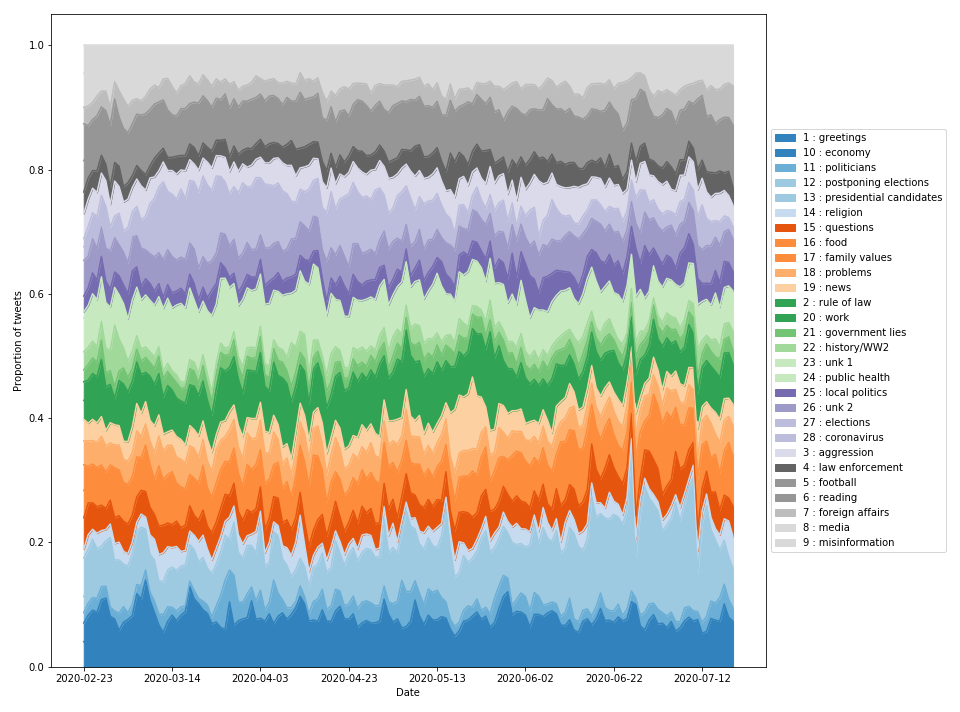 1.0
0.8
0.6
0.4
0.2
0.0
Proportion of tweets
2020-02-23 2020-03-14 2020-04-03 2020-04-23 2020-05-13 2020-06-02 2020-06-22 2020-07-12
Date
1 : greetings
10 : economy
11 : politicians
12 : postponing elections
13 : presidential candidates
14 : religion
15 : questions
16 : food
17 : family values
18 : problems
19 : news
2 : rule of law
20 : work
21 : government lies
22 : history/WW2
23 : unk 1
24 : public health
25 : local politics
26 : unk 2
27 : elections
28 : coronavirus
3 : aggression
4 : law enforcement
5 : football
6 : reading
7 : foreign affairs
8 : media
9 : misinformation